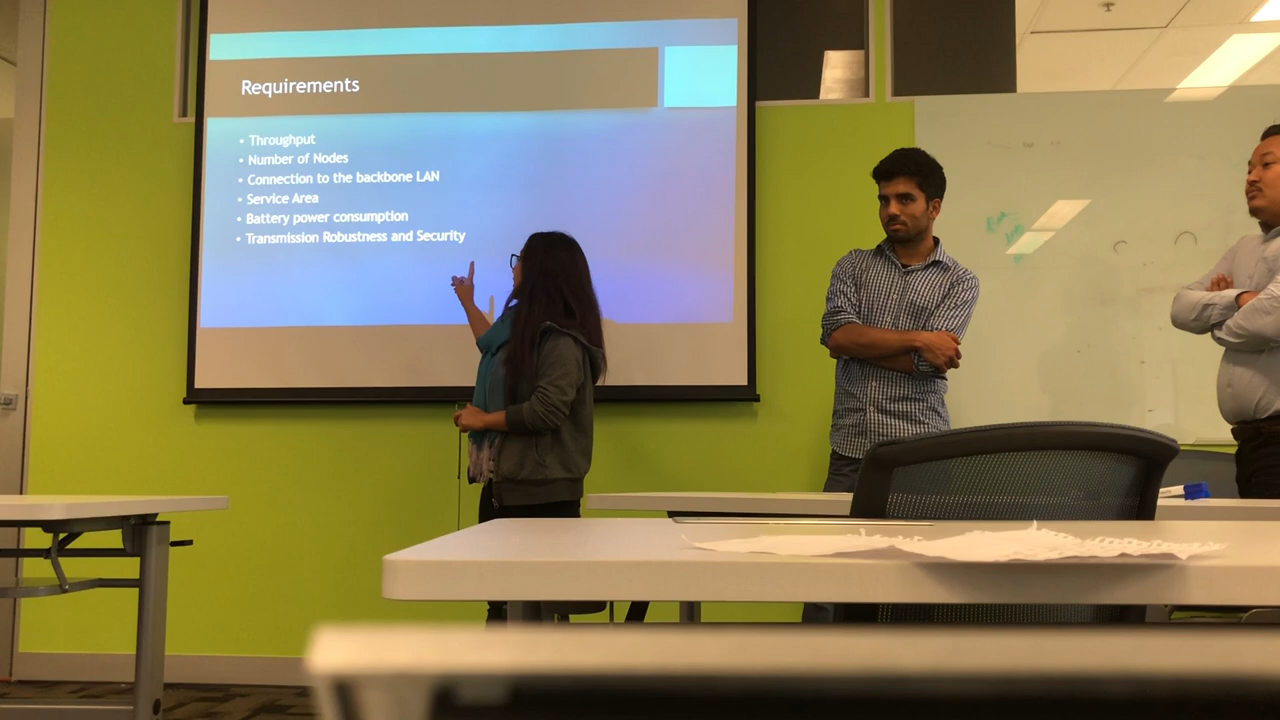 Requirements
• Throughput
• Number of Nodes
• Connection to the backbone LAN
• Service Area
• Battery power consumption
• Transmission Robustness and Security